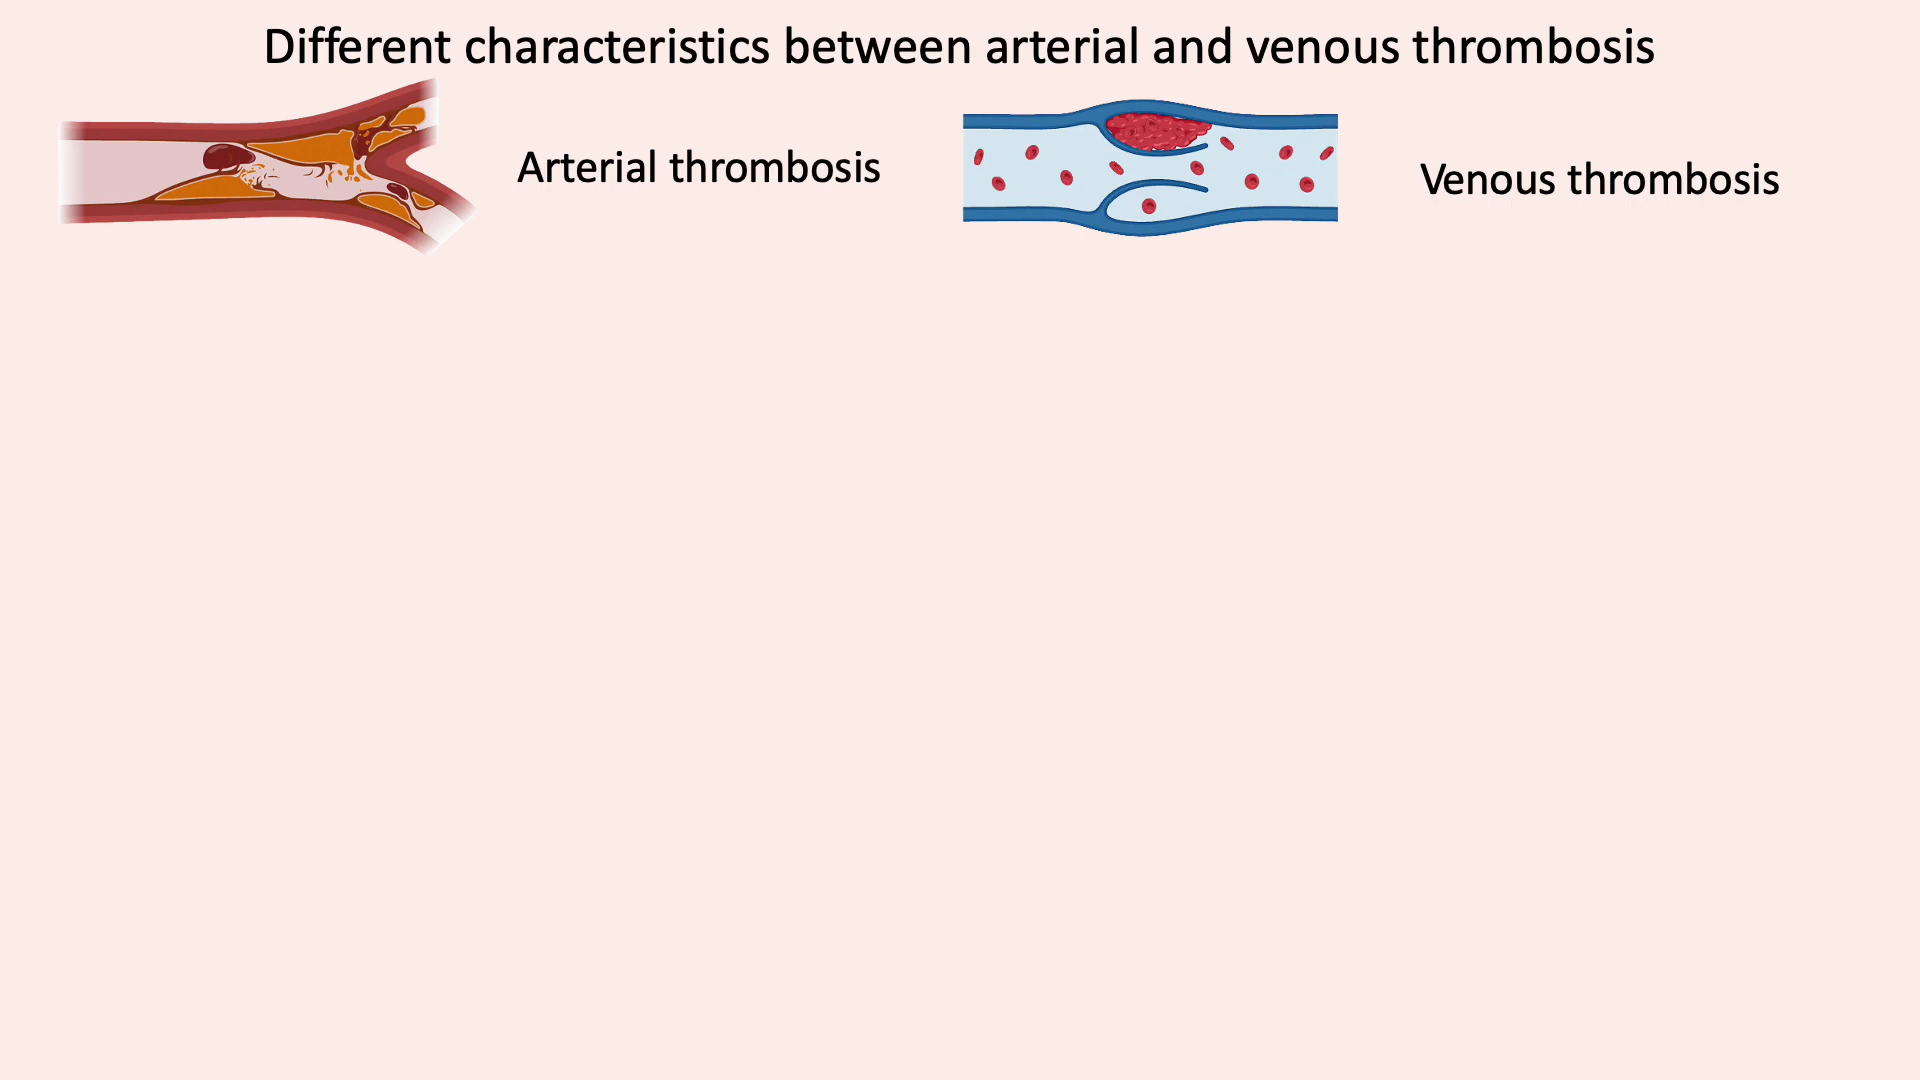 Different characteristics between arterial and venous thrombosis
Arterial thrombosis
Venous thrombosis